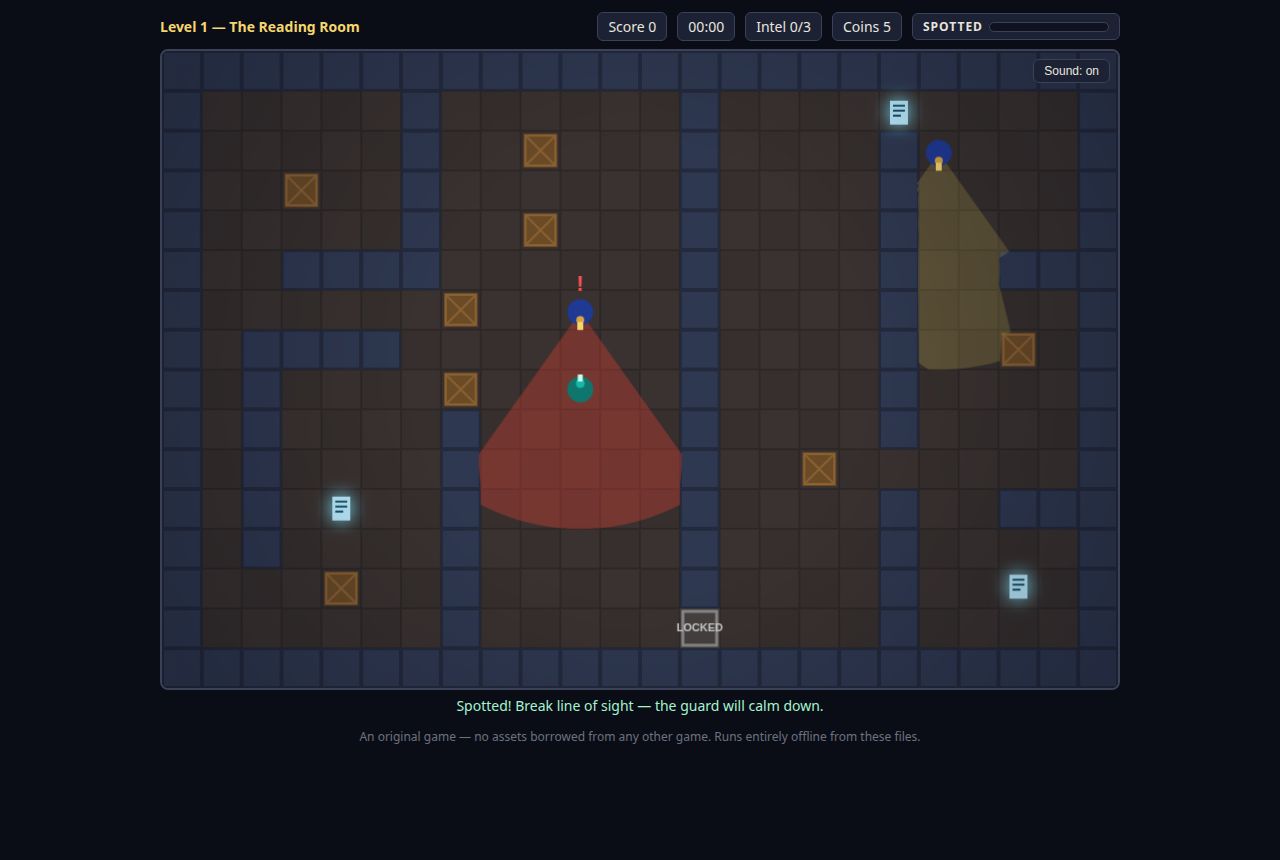 Level 1 — The Reading Room
Score 0
00:00
Intel 0/3
Coins 5
SPOTTED
Sound: on
!
LOCKED
Spotted! Break line of sight — the guard will calm down.
An original game — no assets borrowed from any other game. Runs entirely offline from these files.